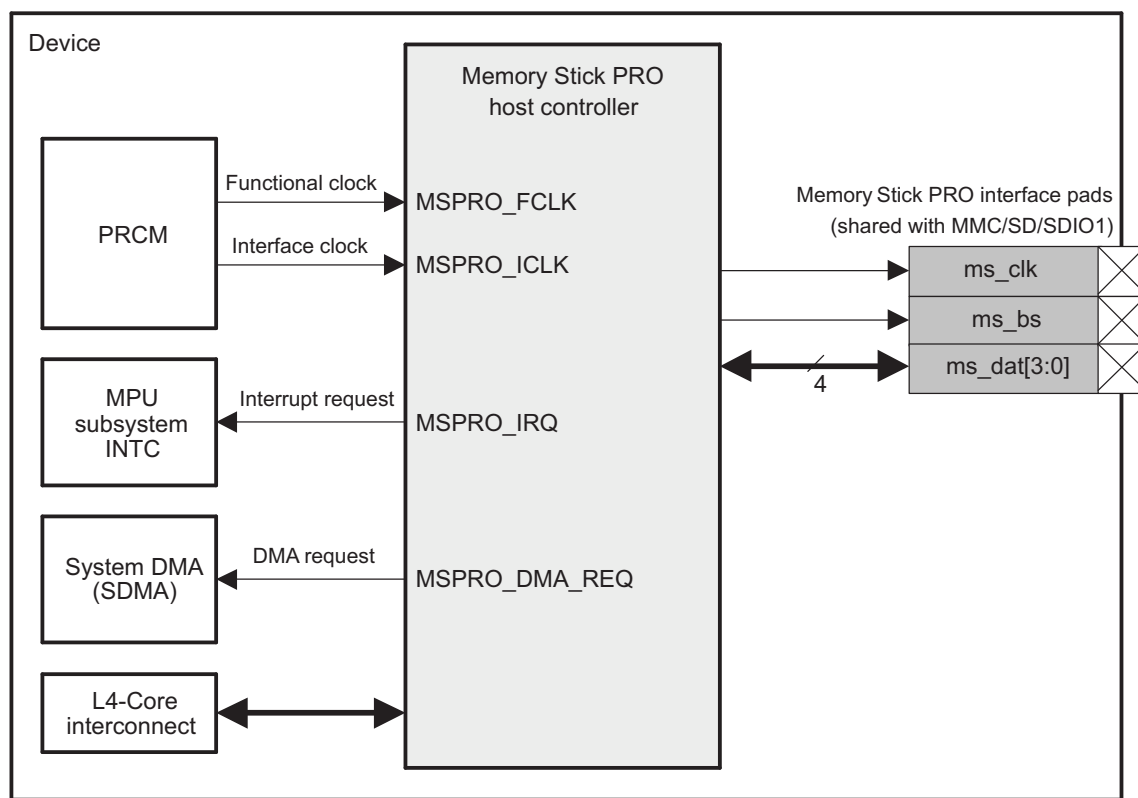 Device
Memory Stick PRO
host controller
PRCM
Functional clock
MSPRO_FCLK
Interface clock
MSPRO_ICLK
Memory Stick PRO interface pads
(shared with MMC/SD/SDIO1)
ms_clk
ms_bs
ms_dat[3:0]
4
MPU
subsystem
INTC
Interrupt request
MSPRO_IRQ
System DMA
(SDMA)
DMA request
MSPRO_DMA_REQ
L4-Core
interconnect